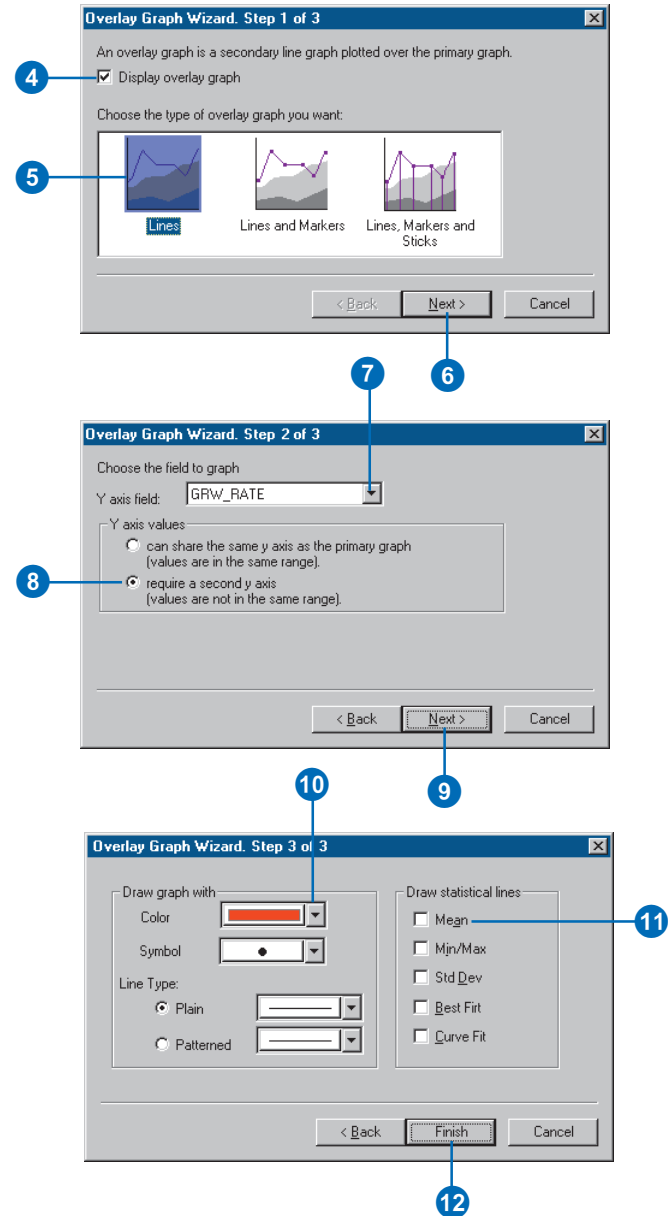 Overlay Graph Wizard. Step 1 of 3
An overlay graph is a secondary line graph plotted over the primary graph.
4
Display overlay graph
Choose the type of overlay graph you want:
5
Lines
Lines and Markers
Lines, Markers and Sticks
< Back
Next >
Cancel
6
7
Overlay Graph Wizard. Step 2 of 3
Choose the field to graph
Y axis field:
GRW_RATE
Y axis values
can share the same y axis as the primary graph
(values are in the same range).
8
require a second y axis
(values are not in the same range).
< Back
Next >
Cancel
9
10
Overlay Graph Wizard. Step 3 of 3
Draw graph with
Color
Symbol
Line Type:
Plain
Patterned
Draw statistical lines
Mean
11
Min/Max
Std Dev
Best Firt
Curve Fit
< Back
Finish
Cancel
12